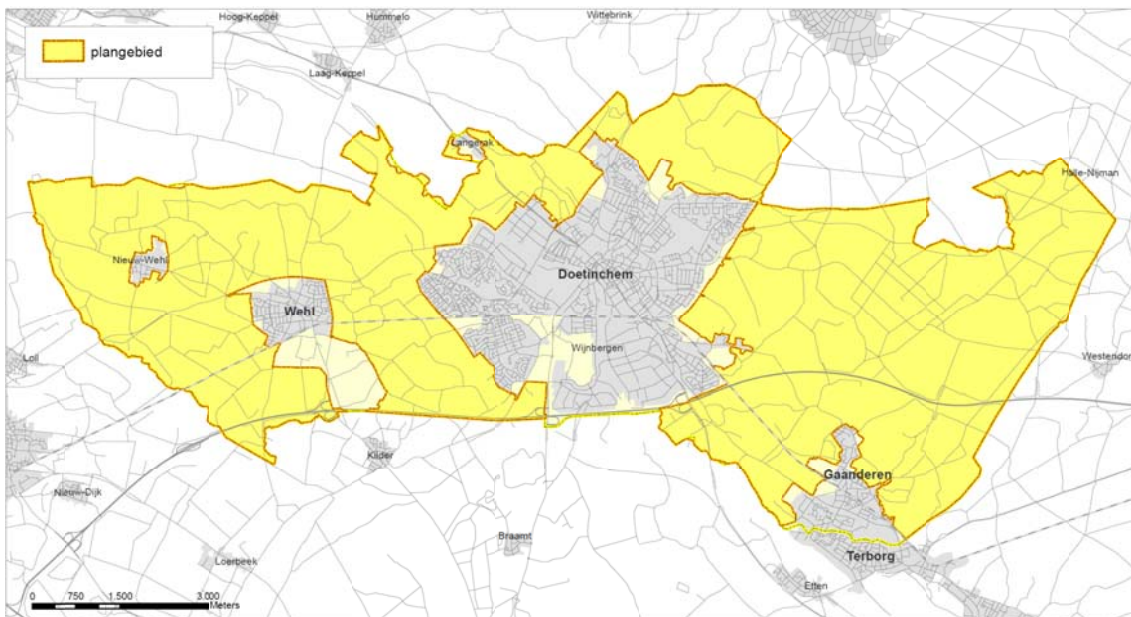 Hoog-Keppel
Hummelo
Wittebrink
plangebied
Laag-Keppel
Langerak
Halle-Nijman
Nieuw-Wehl
Doetinchem
Wehl
Wijnbergen
Loil
Westendor
Kilder
Gaanderen
Nieuw-Dijk
Braamt
Loerbeek
Terborg
Etten
0 750 1.500 3.000
Meters